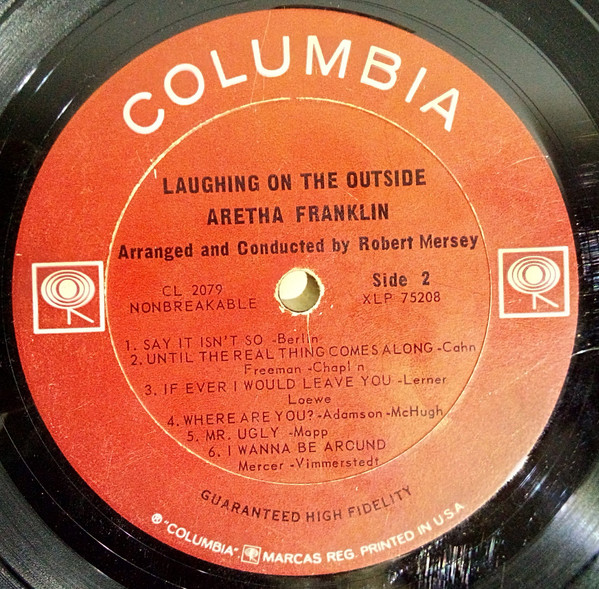 COLUMBIA
LAUGHING ON THE OUTSIDE
ARETHA FRANKLIN
Arranged and Conducted by Robert Mersey
CL 2079 Side 2
NONBREAKABLE XLP 75208
1. SAY IT ISN'T SO -Berlin
2. UNTIL THE REAL THING COMES ALONG -Cahn
Freeman -Chapl n
3. IF EVER I WOULD LEAVE YOU -Lerner
Loewe
4. WHERE ARE YOU? -Adamson -McHugh
5. MR. UGLY -Mapp
6. I WANNA BE AROUND
Mercer -Vimmerstedt
GUARANTEED HIGH FIDELITY
® "COLUMBIA", MARCAS REG. PRINTED IN U.S.A.